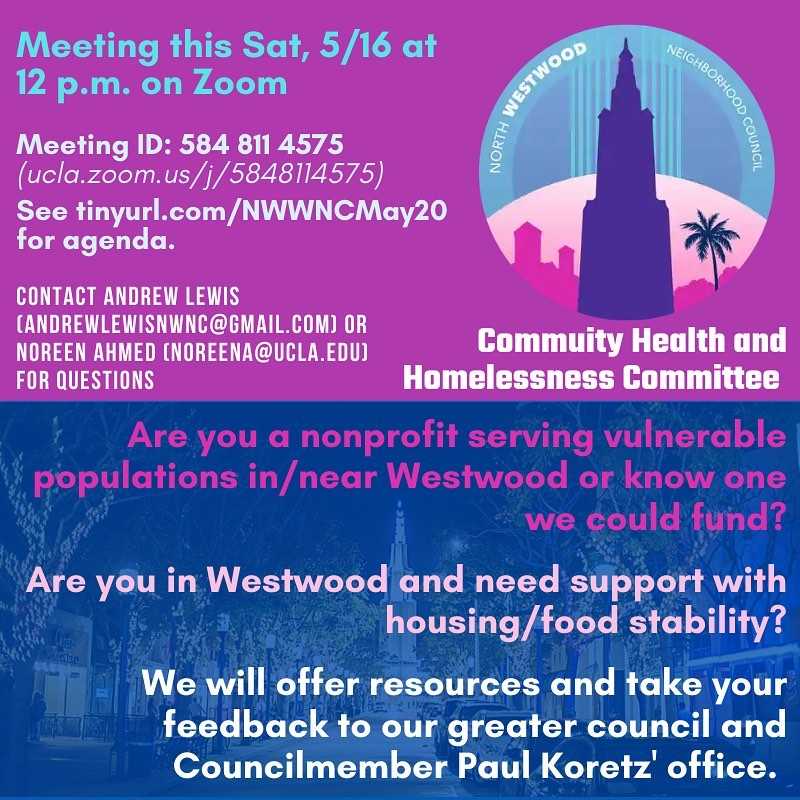 Meeting this Sat, 5/16 at
12 p.m. on Zoom
Meeting ID: 584 811 4575
(ucla.zoom.us/j/5848114575)
See tinyurl.com/NWWNCMay20
for agenda.
CONTACT ANDREW LEWIS
(ANDREWLEWISNWNC@GMAIL.COM) OR
NOREEN AHMED (NOREENA@UCLA.EDU)
FOR QUESTIONS
NORTH WESTWOOD NEIGHBORHOOD COUNCIL
Commuity Health and
Homelessness Committee
Are you a nonprofit serving vulnerable
populations in/near Westwood or know one
we could fund?
Are you in Westwood and need support with
housing/food stability?
We will offer resources and take your
feedback to our greater council and
Councilmember Paul Koretz' office.